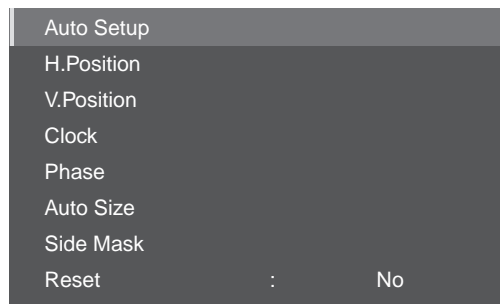 Auto Setup
H.Position
V.Position
Clock
Phase
Auto Size
Side Mask
Reset : No